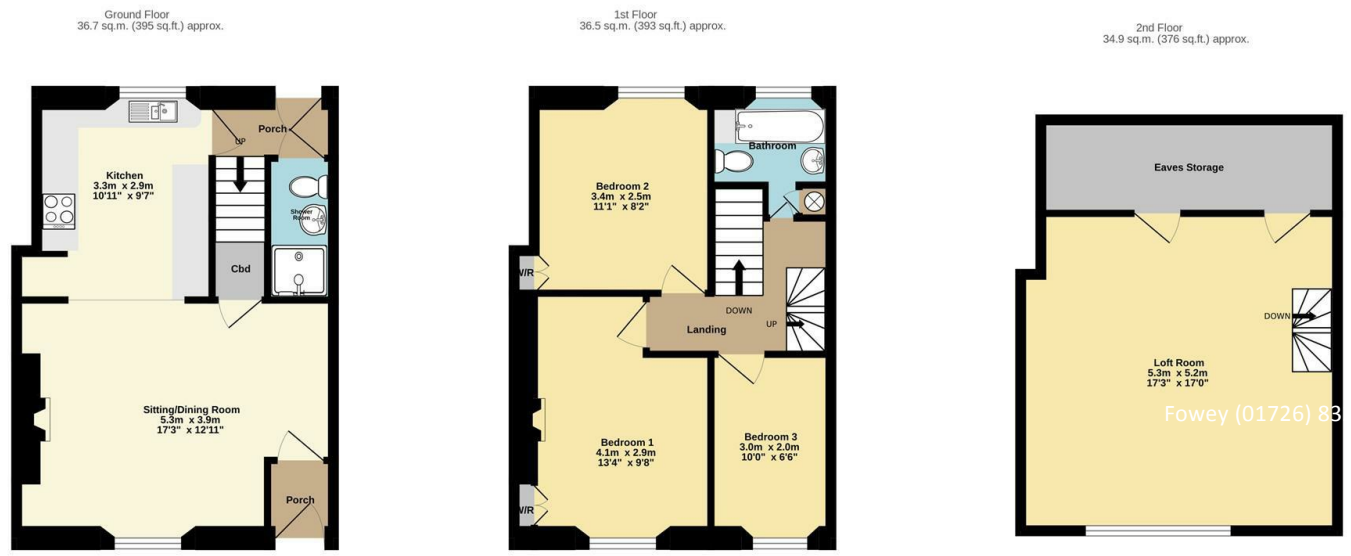 Ground Floor
36.7 sq.m. (395 sq.ft.) approx.
Kitchen
3.3m x 2.9m
10'11" x 9'7"
UP
Porch
Shower
Room
Cbd
Sitting/Dining Room
5.3m x 3.9m
17'3" x 12'11"
Porch
1st Floor
36.5 sq.m. (393 sq.ft.) approx.
Bedroom 2
3.4m x 2.5m
11'1" x 8'2"
Bathroom
W/R
DOWN
Landing
UP
Bedroom 1
4.1m x 2.9m
13'4" x 9'8"
W/R
Bedroom 3
3.0m x 2.0m
10'0" x 6'6"
2nd Floor
34.9 sq.m. (376 sq.ft.) approx.
Eaves Storage
DOWN
Loft Room
5.3m x 5.2m
17'3" x 17'0"
Fowey (01726) 83